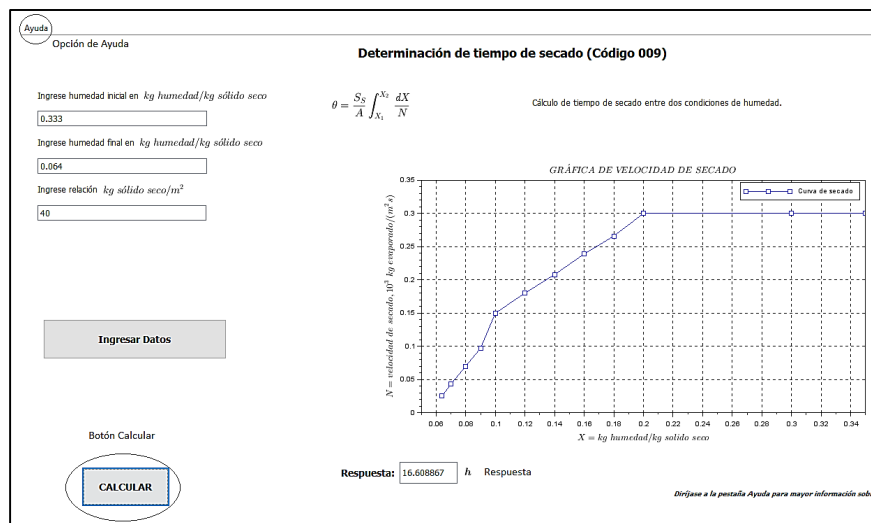 Ayuda
Opción de Ayuda
Determinación de tiempo de secado (Código 009)
Ingrese humedad inicial en kg humedad/kg sólido seco
0.333
Ingrese humedad final en kg humedad/kg sólido seco
0.064
Ingrese relación kg sólido seco/m²
40
θ = S_S/A ∫_{X₁}^{X₂} dX/N
Cálculo de tiempo de secado entre dos condiciones de humedad.
GRÁFICA DE VELOCIDAD DE SECADO
Curva de secado
N = velocidad de secado, 10³ kg evaporado/(m²s)
0.35
0.3
0.25
0.2
0.15
0.1
0.05
0
0.06 0.08 0.1 0.12 0.14 0.16 0.18 0.2 0.22 0.24 0.26 0.28 0.3 0.32 0.34
X = kg humedad/kg solido seco
Ingresar Datos
Botón Calcular
CALCULAR
Respuesta: 16.608867 h Respuesta
Diríjase a la pestaña Ayuda para mayor información sob